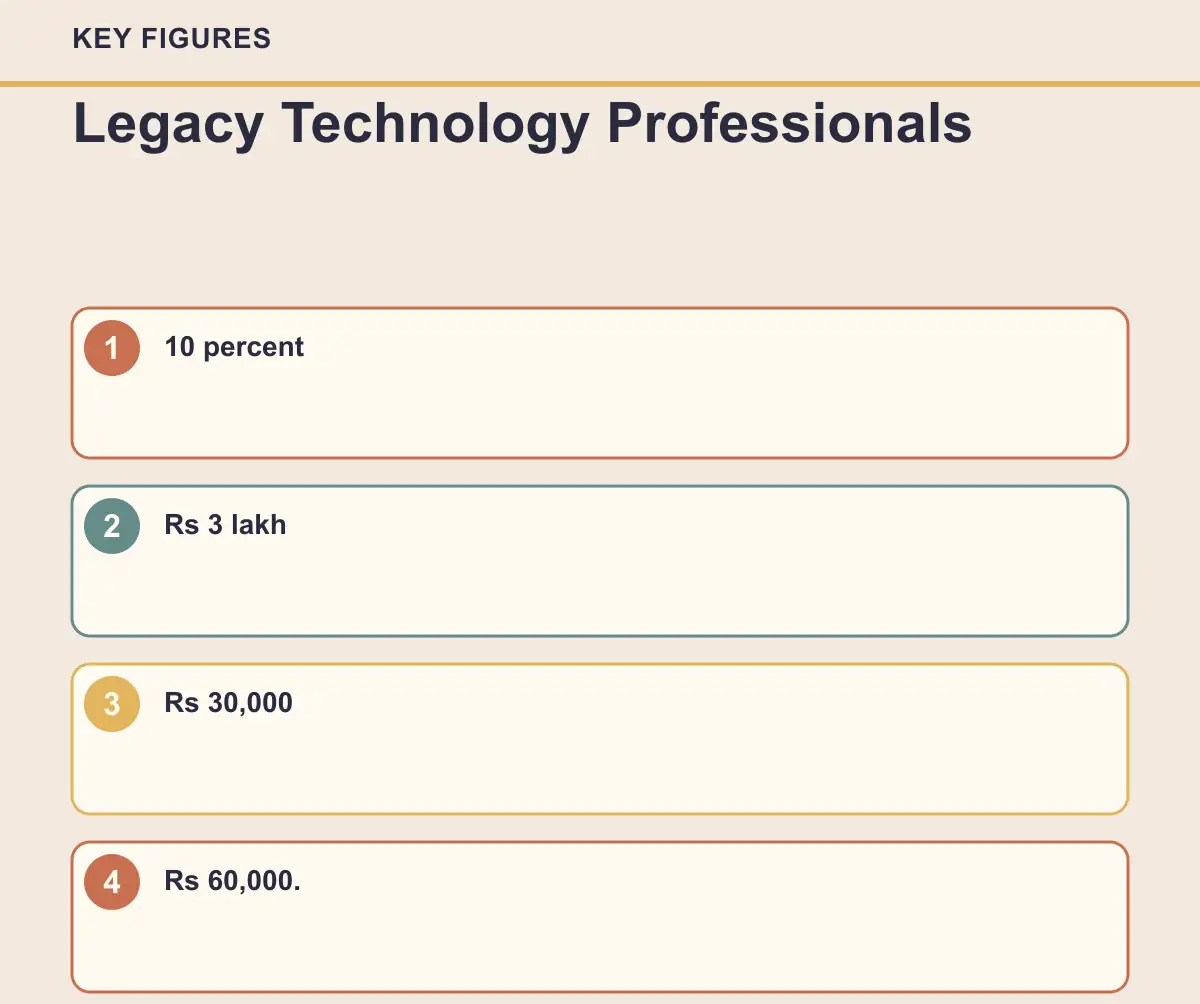 KEY FIGURES
Legacy Technology Professionals
1 10 percent
2 Rs 3 lakh
3 Rs 30,000
4 Rs 60,000.